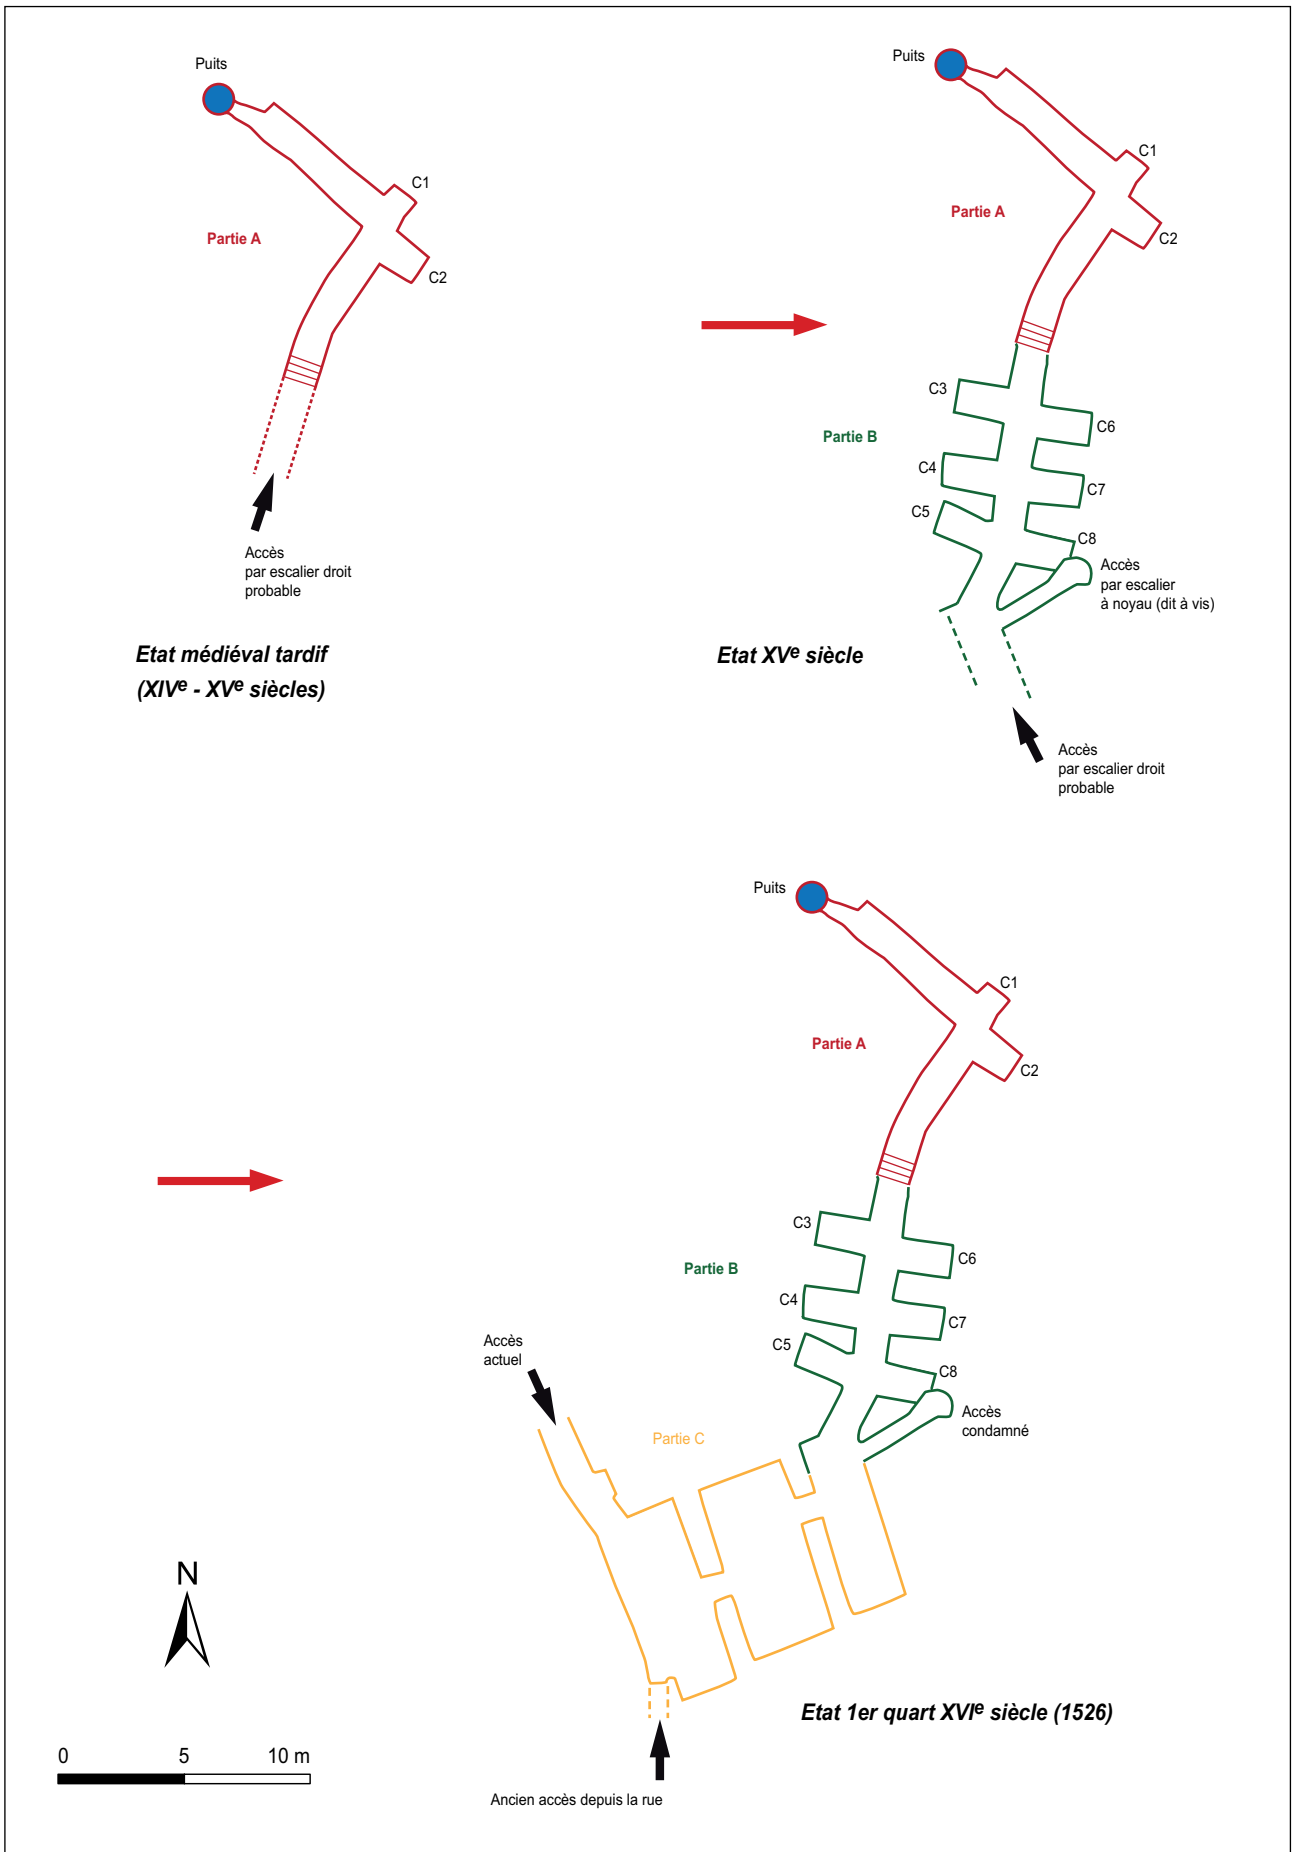 Puits
C1
Partie A
C2
Accès
par escalier droit
probable
Etat médiéval tardif
(XIVe - XVe siècles)
Puits
C1
Partie A
C2
C3
C6
Partie B
C4
C7
C5
C8
Accès
par escalier
à noyau (dit à vis)
Etat XVe siècle
Accès
par escalier droit
probable
Puits
C1
Partie A
C2
C3
C6
Partie B
C4
C7
C5
C8
Accès
actuel
Accès
condamné
Partie C
N
Etat 1er quart XVIe siècle (1526)
0 5 10 m
Ancien accès depuis la rue